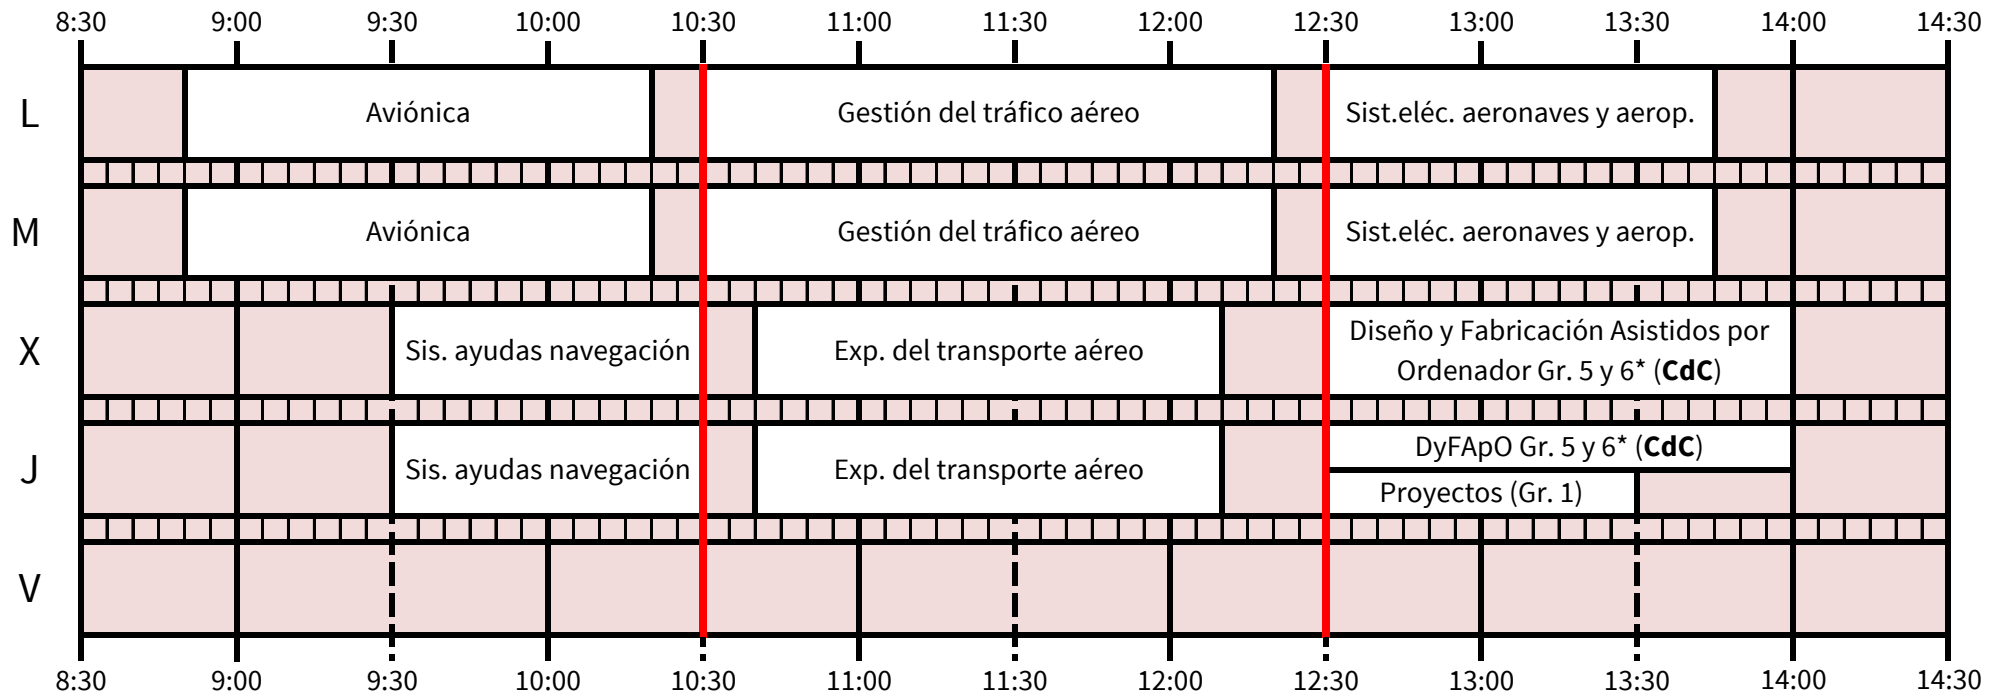 8:30 9:00 9:30 10:00 10:30 11:00 11:30 12:00 12:30 13:00 13:30 14:00 14:30
L Aviónica Gestión del tráfico aéreo Sist.eléc. aeronaves y aerop.
M Aviónica Gestión del tráfico aéreo Sist.eléc. aeronaves y aerop.
X Sis. ayudas navegación Exp. del transporte aéreo Diseño y Fabricación Asistidos por
Ordenador Gr. 5 y 6* (CdC)
J Sis. ayudas navegación Exp. del transporte aéreo DyFApO Gr. 5 y 6* (CdC)
Proyectos (Gr. 1)
V
8:30 9:00 9:30 10:00 10:30 11:00 11:30 12:00 12:30 13:00 13:30 14:00 14:30